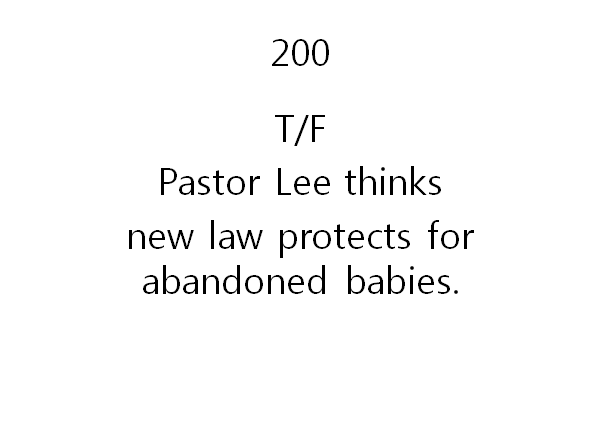 200
T/F
Pastor Lee thinks
new law protects for
abandoned babies.